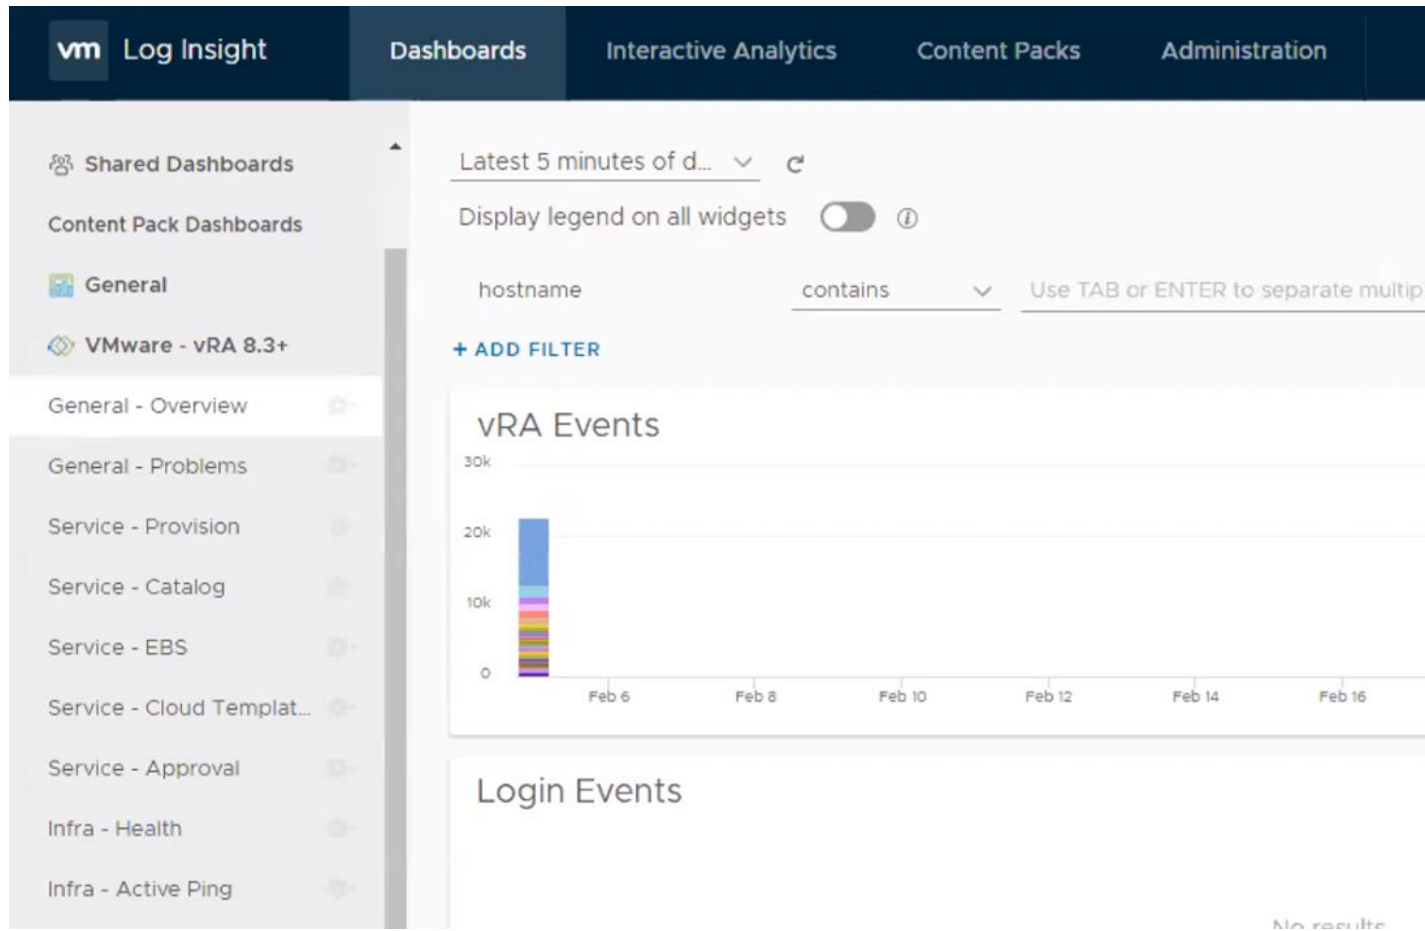 vm Log Insight Dashboards Interactive Analytics Content Packs Administration
Shared Dashboards
Content Pack Dashboards
General
VMware - vRA 8.3+
General - Overview
General - Problems
Service - Provision
Service - Catalog
Service - EBS
Service - Cloud Templat...
Service - Approval
Infra - Health
Infra - Active Ping
Latest 5 minutes of d...
Display legend on all widgets
hostname contains Use TAB or ENTER to separate multip
+ ADD FILTER
vRA Events
30k
20k
10k
0
Feb 6 Feb 8 Feb 10 Feb 12 Feb 14 Feb 16
Login Events
No results